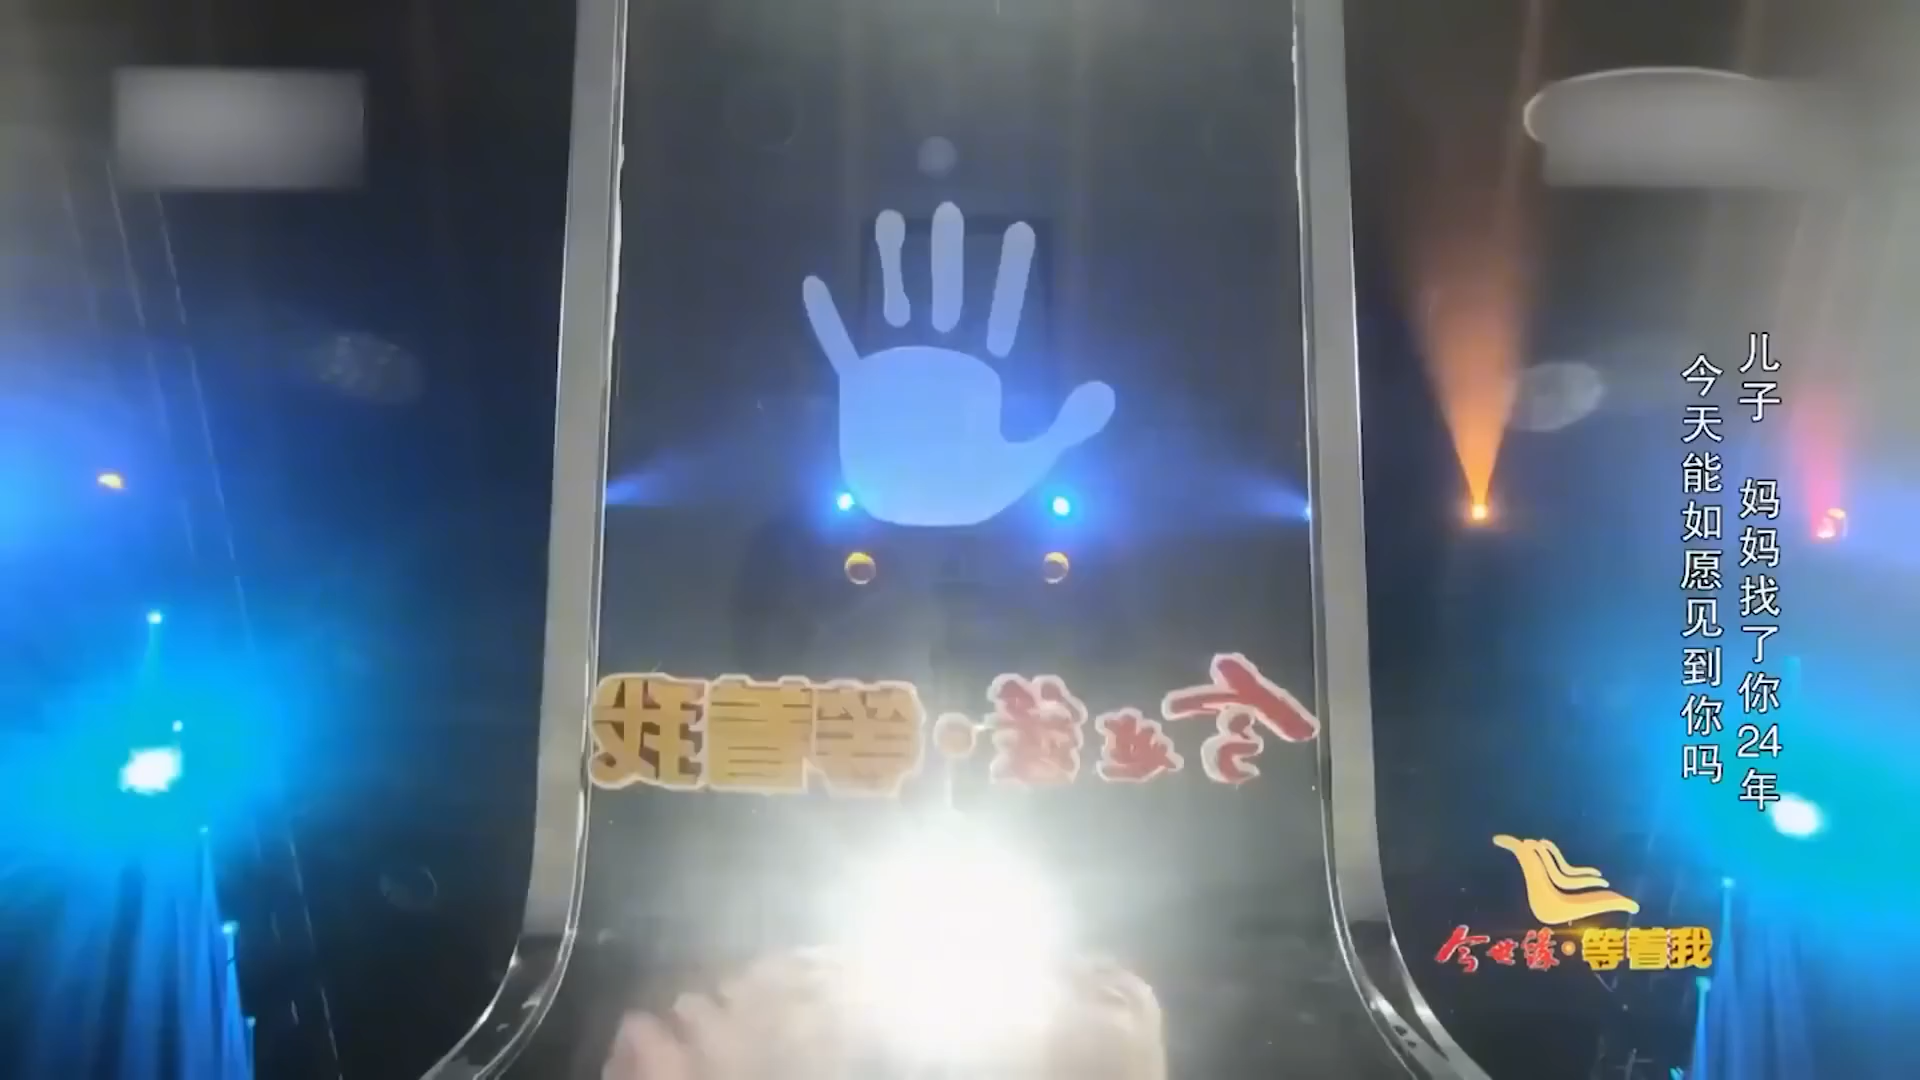 儿子 妈妈找了你24年
今天能如愿见到你吗
今世缘·等着我
今世缘·等着我